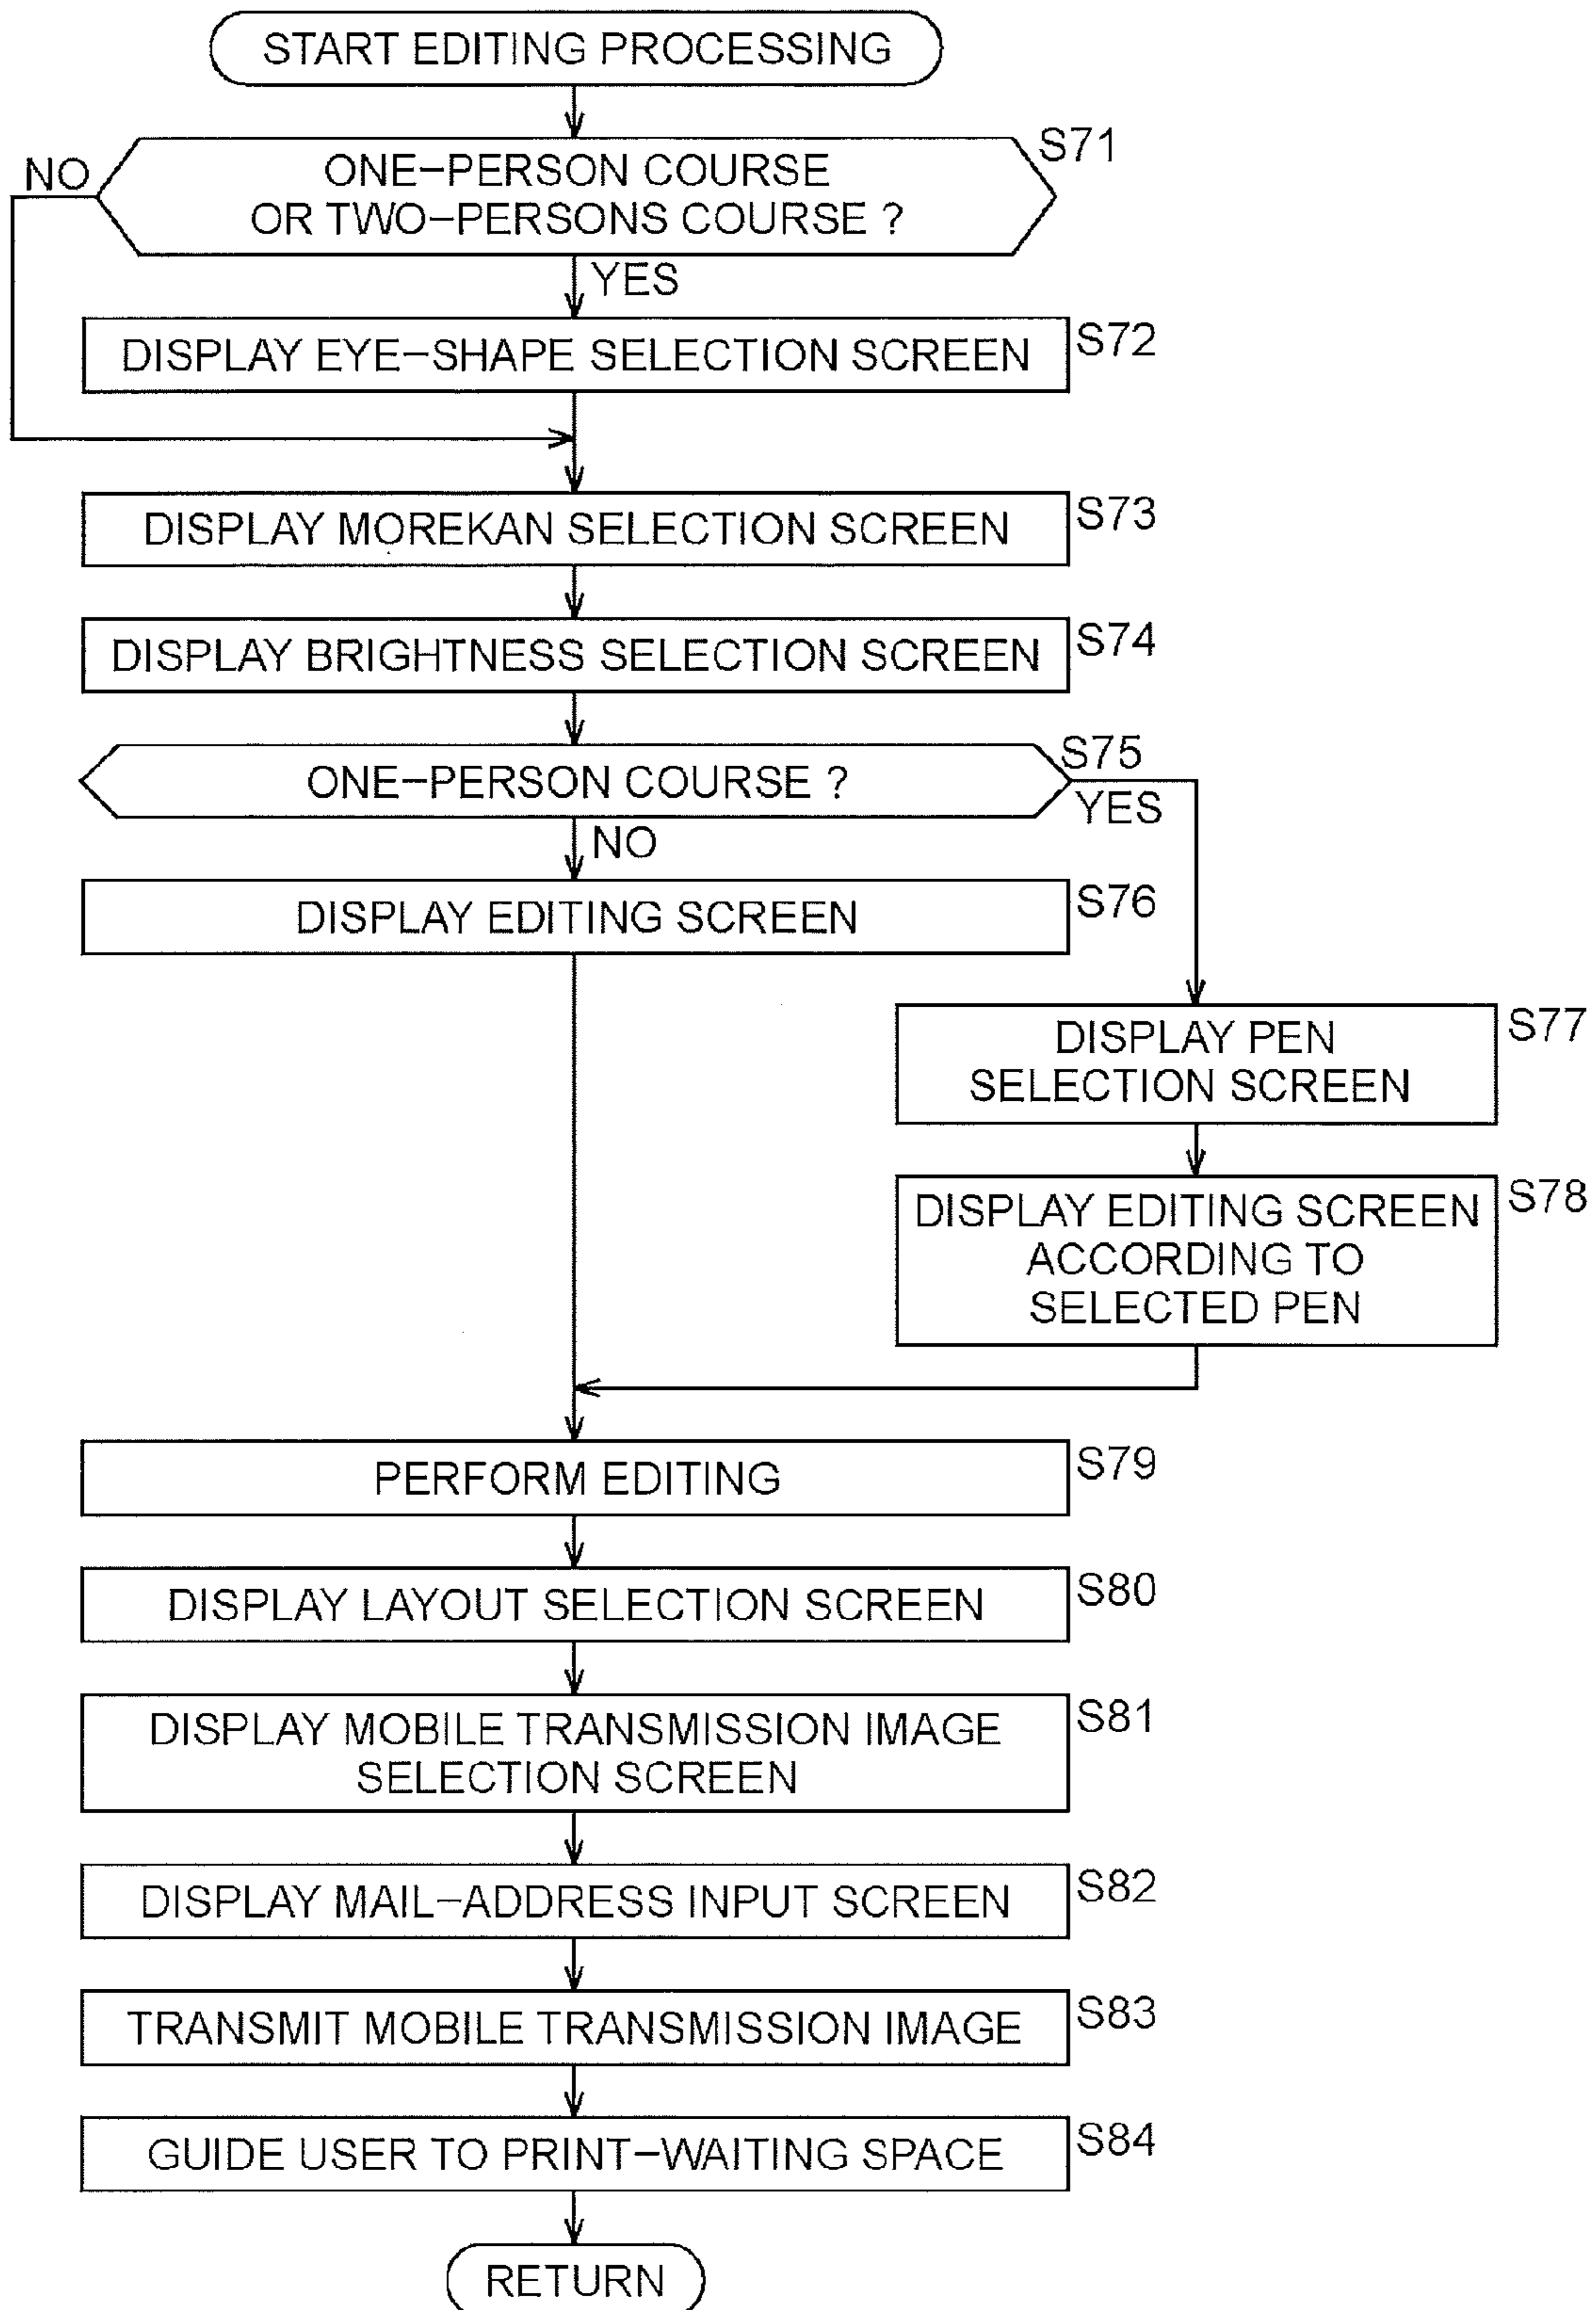 START EDITING PROCESSING
S71
NO
ONE-PERSON COURSE
OR TWO-PERSONS COURSE ?
YES
S72
DISPLAY EYE-SHAPE SELECTION SCREEN
S73
DISPLAY MOREKAN SELECTION SCREEN
S74
DISPLAY BRIGHTNESS SELECTION SCREEN
S75
ONE-PERSON COURSE ?
YES
NO
S76
DISPLAY EDITING SCREEN
S77
DISPLAY PEN
SELECTION SCREEN
S78
DISPLAY EDITING SCREEN
ACCORDING TO
SELECTED PEN
S79
PERFORM EDITING
S80
DISPLAY LAYOUT SELECTION SCREEN
S81
DISPLAY MOBILE TRANSMISSION IMAGE
SELECTION SCREEN
S82
DISPLAY MAIL-ADDRESS INPUT SCREEN
S83
TRANSMIT MOBILE TRANSMISSION IMAGE
S84
GUIDE USER TO PRINT-WAITING SPACE
RETURN